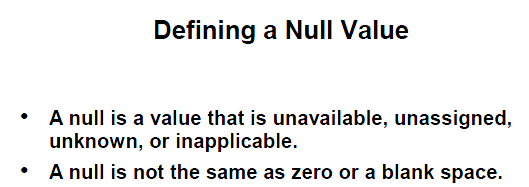 Defining a Null Value
• A null is a value that is unavailable, unassigned,
unknown, or inapplicable.
• A null is not the same as zero or a blank space.